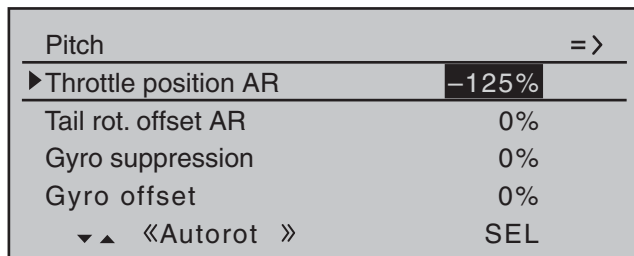 Pitch =>
Throttle position AR –125%
Tail rot. offset AR 0%
Gyro suppression 0%
Gyro offset 0%
«Autorot » SEL